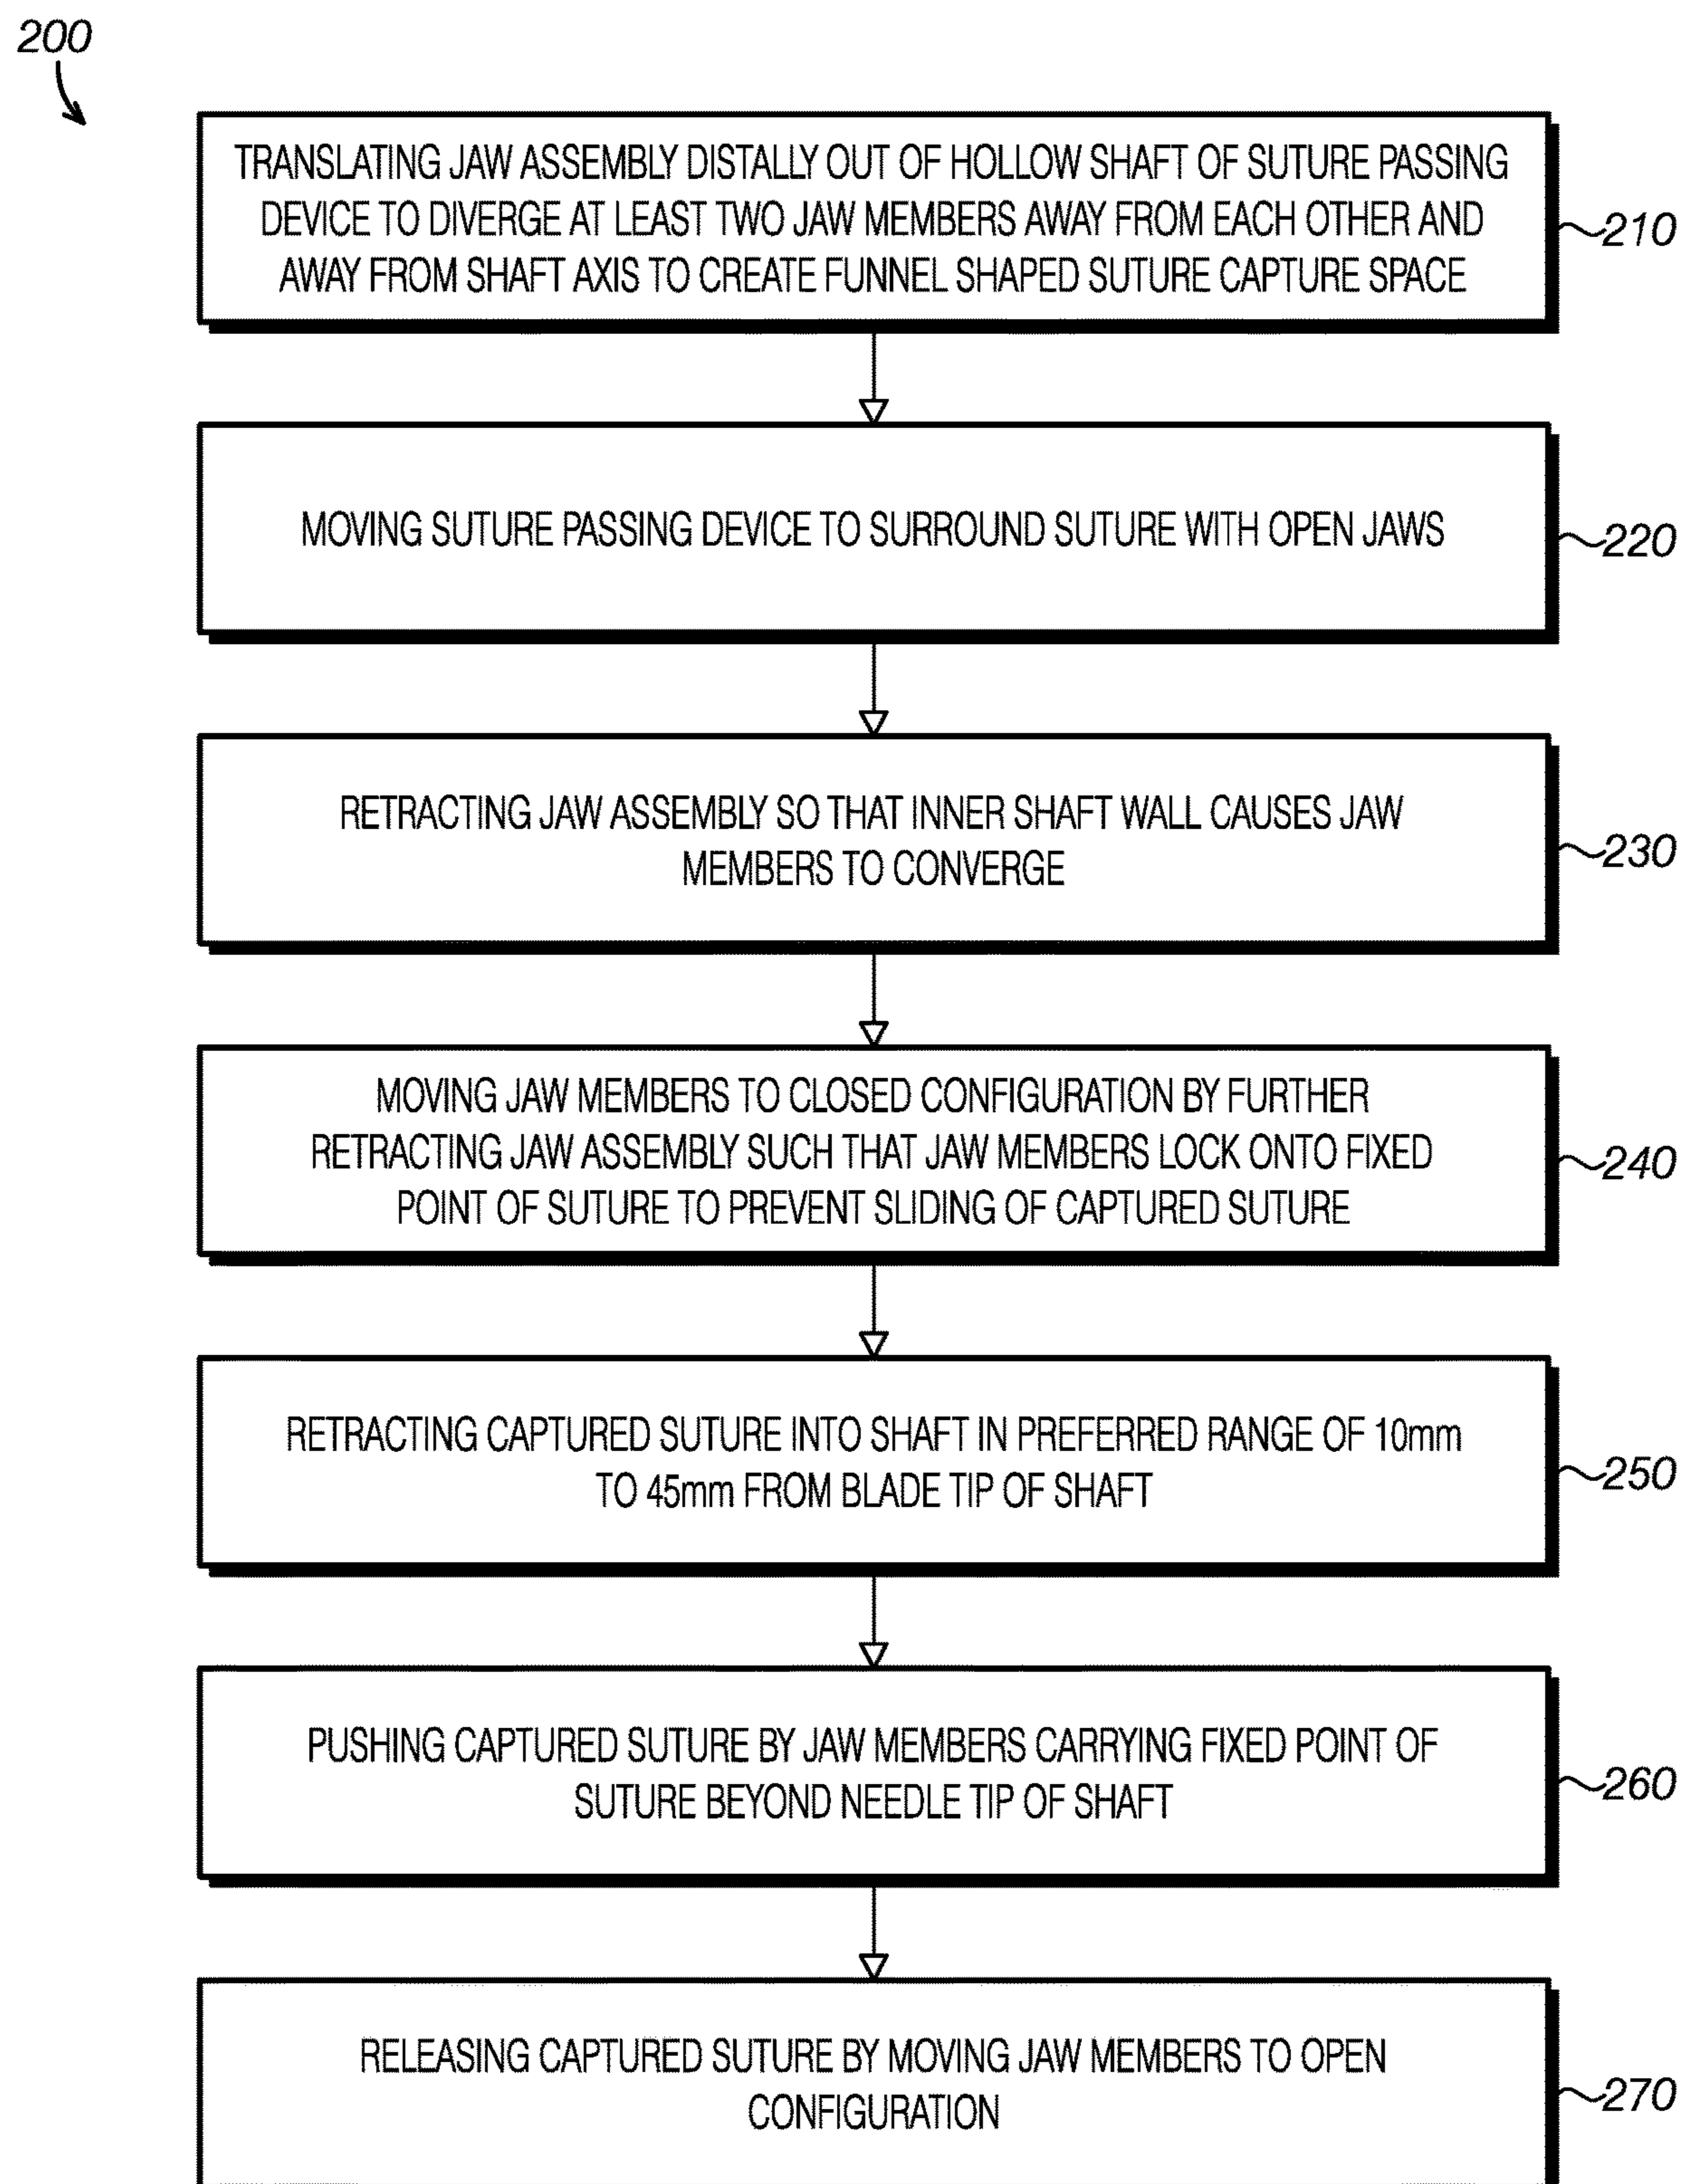 200
TRANSLATING JAW ASSEMBLY DISTALLY OUT OF HOLLOW SHAFT OF SUTURE PASSING
DEVICE TO DIVERGE AT LEAST TWO JAW MEMBERS AWAY FROM EACH OTHER AND
AWAY FROM SHAFT AXIS TO CREATE FUNNEL SHAPED SUTURE CAPTURE SPACE
210
MOVING SUTURE PASSING DEVICE TO SURROUND SUTURE WITH OPEN JAWS
220
RETRACTING JAW ASSEMBLY SO THAT INNER SHAFT WALL CAUSES JAW
MEMBERS TO CONVERGE
230
MOVING JAW MEMBERS TO CLOSED CONFIGURATION BY FURTHER
RETRACTING JAW ASSEMBLY SUCH THAT JAW MEMBERS LOCK ONTO FIXED
POINT OF SUTURE TO PREVENT SLIDING OF CAPTURED SUTURE
240
RETRACTING CAPTURED SUTURE INTO SHAFT IN PREFERRED RANGE OF 10mm
TO 45mm FROM BLADE TIP OF SHAFT
250
PUSHING CAPTURED SUTURE BY JAW MEMBERS CARRYING FIXED POINT OF
SUTURE BEYOND NEEDLE TIP OF SHAFT
260
RELEASING CAPTURED SUTURE BY MOVING JAW MEMBERS TO OPEN
CONFIGURATION
270